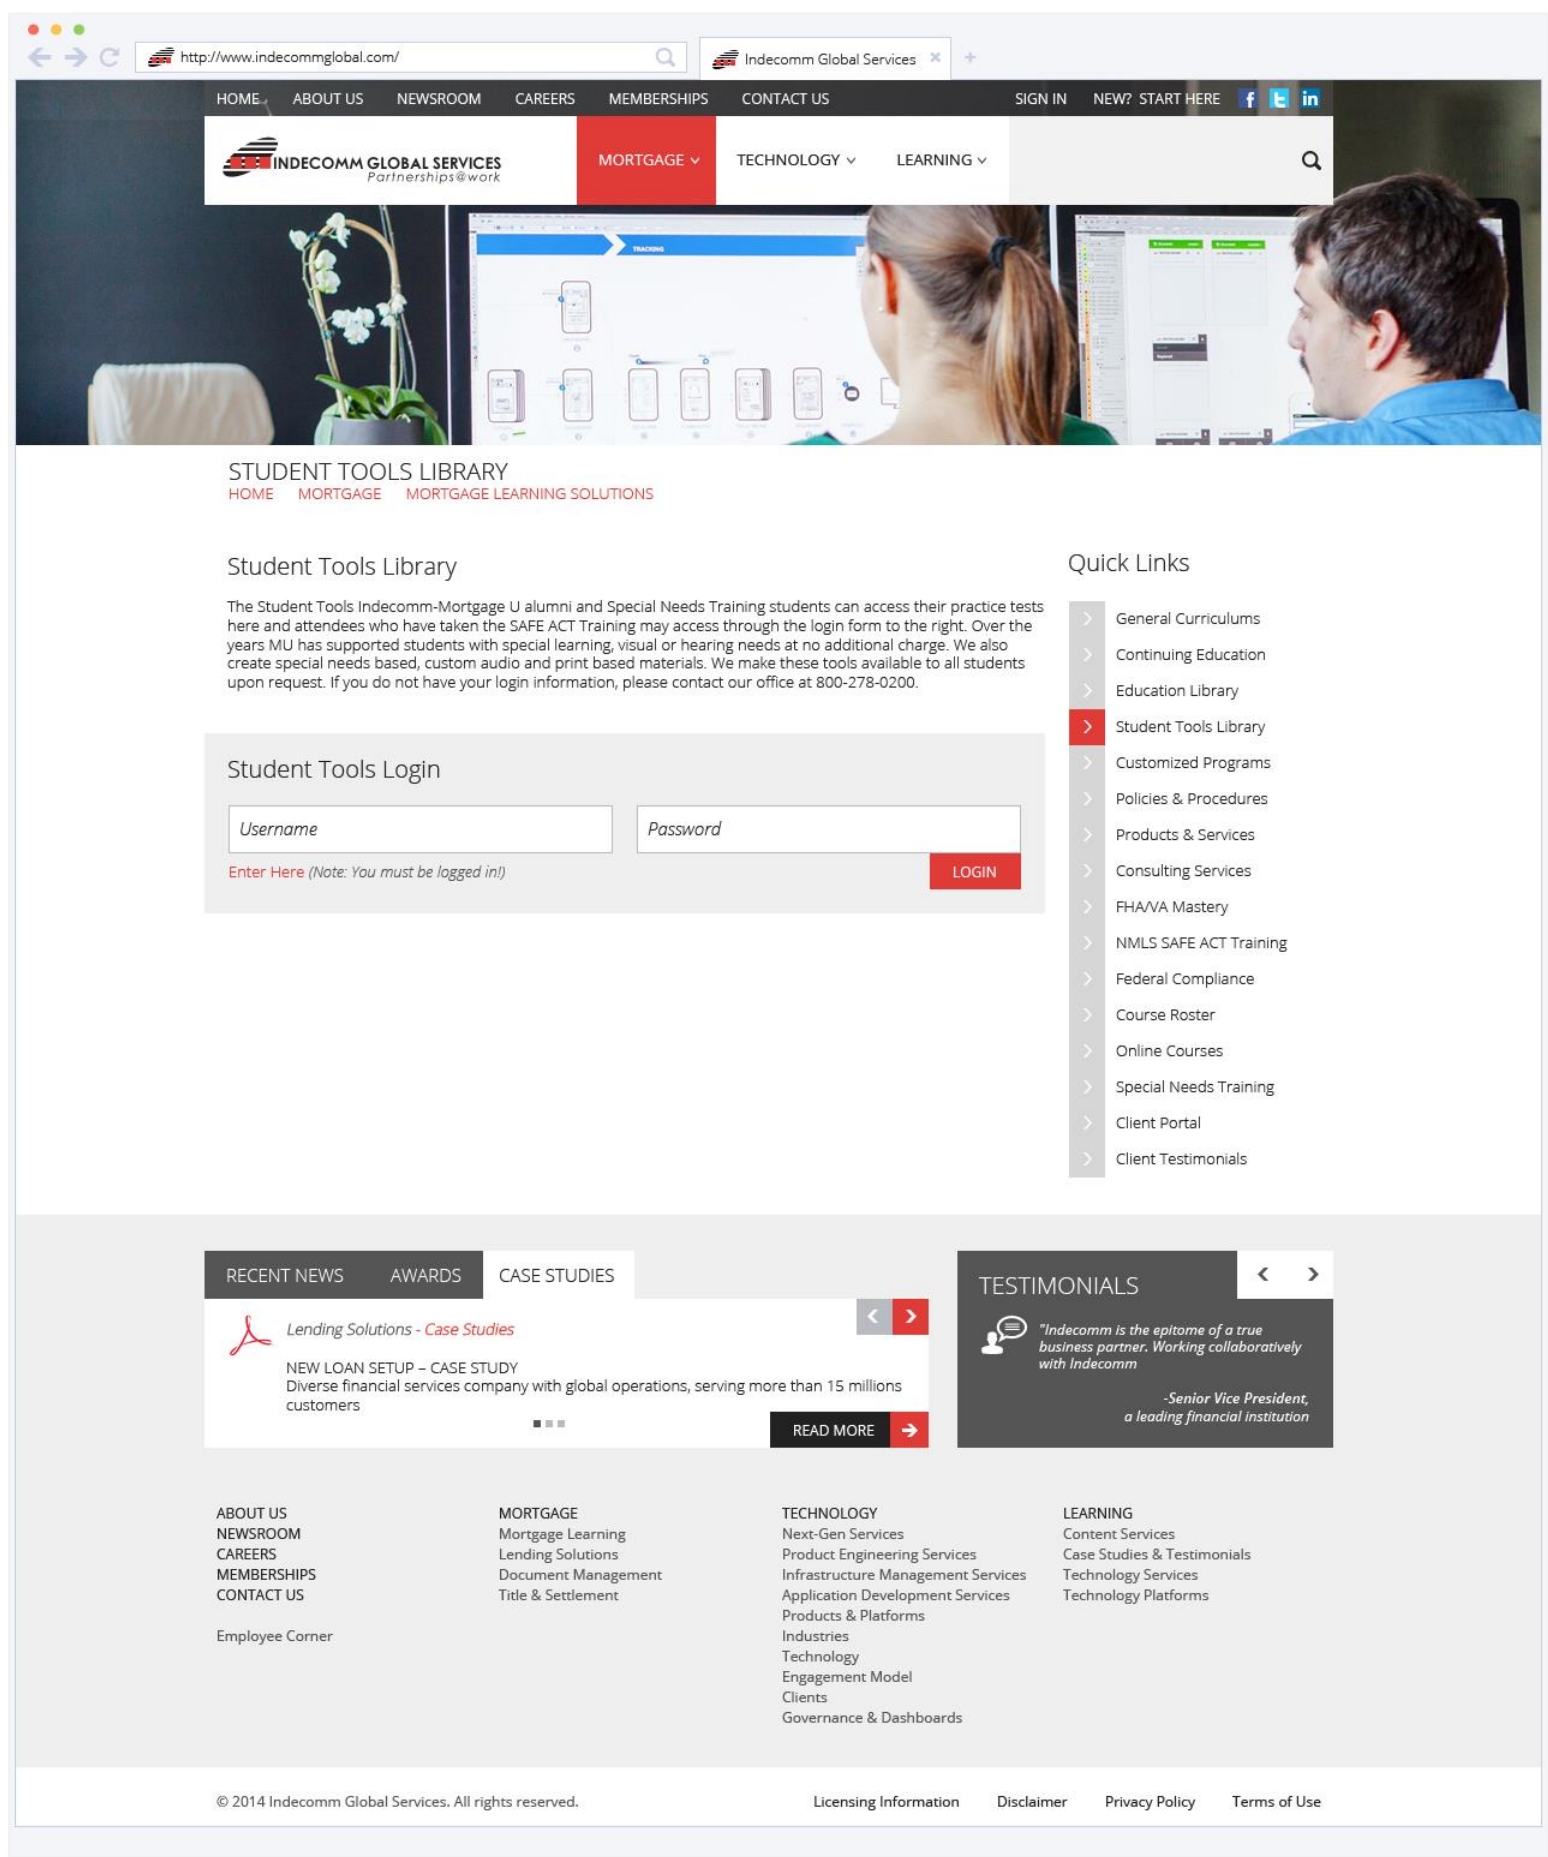 http://www.indecommglobal.com/
Indecomm Global Services
HOME ABOUT US NEWSROOM CAREERS MEMBERSHIPS CONTACT US SIGN IN NEW? START HERE
INDECOMM GLOBAL SERVICES
Partnerships@work
MORTGAGE TECHNOLOGY LEARNING
TRACKING
STUDENT TOOLS LIBRARY
HOME MORTGAGE MORTGAGE LEARNING SOLUTIONS
Student Tools Library
The Student Tools Indecomm-Mortgage U alumni and Special Needs Training students can access their practice tests
here and attendees who have taken the SAFE ACT Training may access through the login form to the right. Over the
years MU has supported students with special learning, visual or hearing needs at no additional charge. We also
create special needs based, custom audio and print based materials. We make these tools available to all students
upon request. If you do not have your login information, please contact our office at 800-278-0200.
Student Tools Login
Username Password
Enter Here (Note: You must be logged in!)
LOGIN
Quick Links
General Curriculums
Continuing Education
Education Library
Student Tools Library
Customized Programs
Policies & Procedures
Products & Services
Consulting Services
FHA/VA Mastery
NMLS SAFE ACT Training
Federal Compliance
Course Roster
Online Courses
Special Needs Training
Client Portal
Client Testimonials
RECENT NEWS AWARDS CASE STUDIES
Lending Solutions - Case Studies
NEW LOAN SETUP – CASE STUDY
Diverse financial services company with global operations, serving more than 15 millions
customers
READ MORE
TESTIMONIALS
"Indecomm is the epitome of a true
business partner. Working collaboratively
with Indecomm
-Senior Vice President,
a leading financial institution
ABOUT US
NEWSROOM
CAREERS
MEMBERSHIPS
CONTACT US
Employee Corner
MORTGAGE
Mortgage Learning
Lending Solutions
Document Management
Title & Settlement
TECHNOLOGY
Next-Gen Services
Product Engineering Services
Infrastructure Management Services
Application Development Services
Products & Platforms
Industries
Technology
Engagement Model
Clients
Governance & Dashboards
LEARNING
Content Services
Case Studies & Testimonials
Technology Services
Technology Platforms
© 2014 Indecomm Global Services. All rights reserved.
Licensing Information Disclaimer Privacy Policy Terms of Use